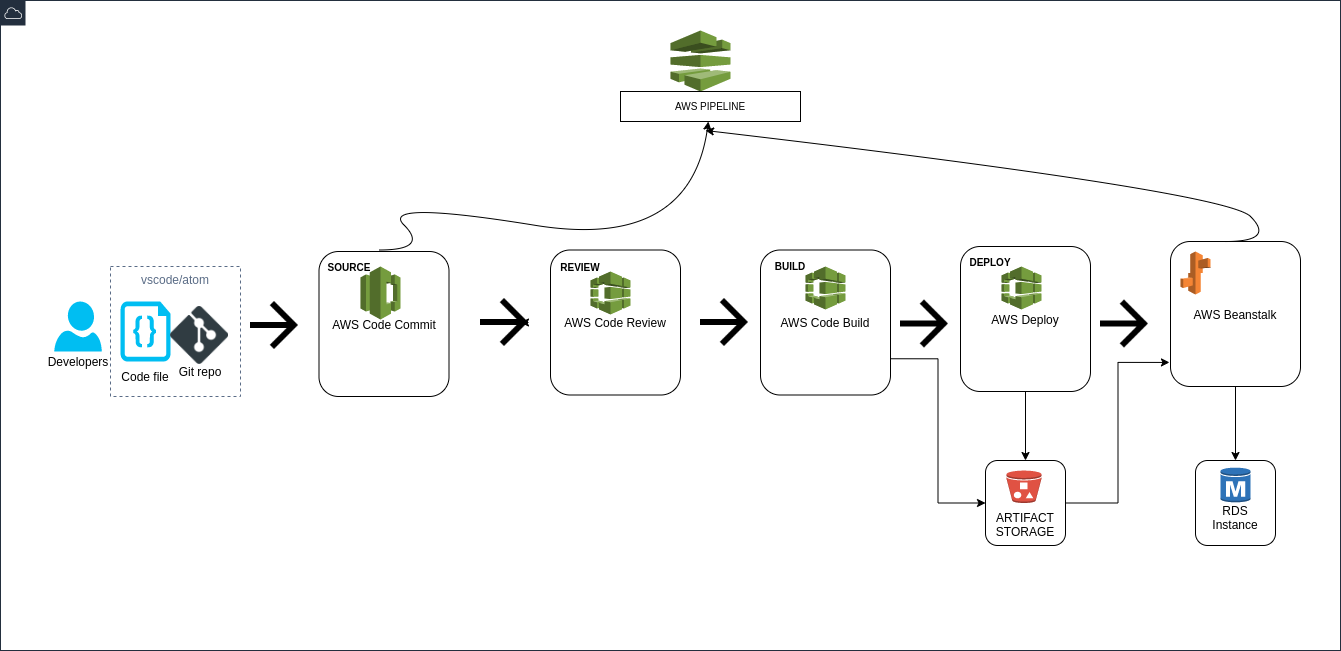 AWS PIPELINE
vscode/atom
Developers
Code file
Git repo
SOURCE
AWS Code Commit
REVIEW
AWS Code Review
BUILD
AWS Code Build
DEPLOY
AWS Deploy
AWS Beanstalk
ARTIFACT
STORAGE
M
RDS
Instance